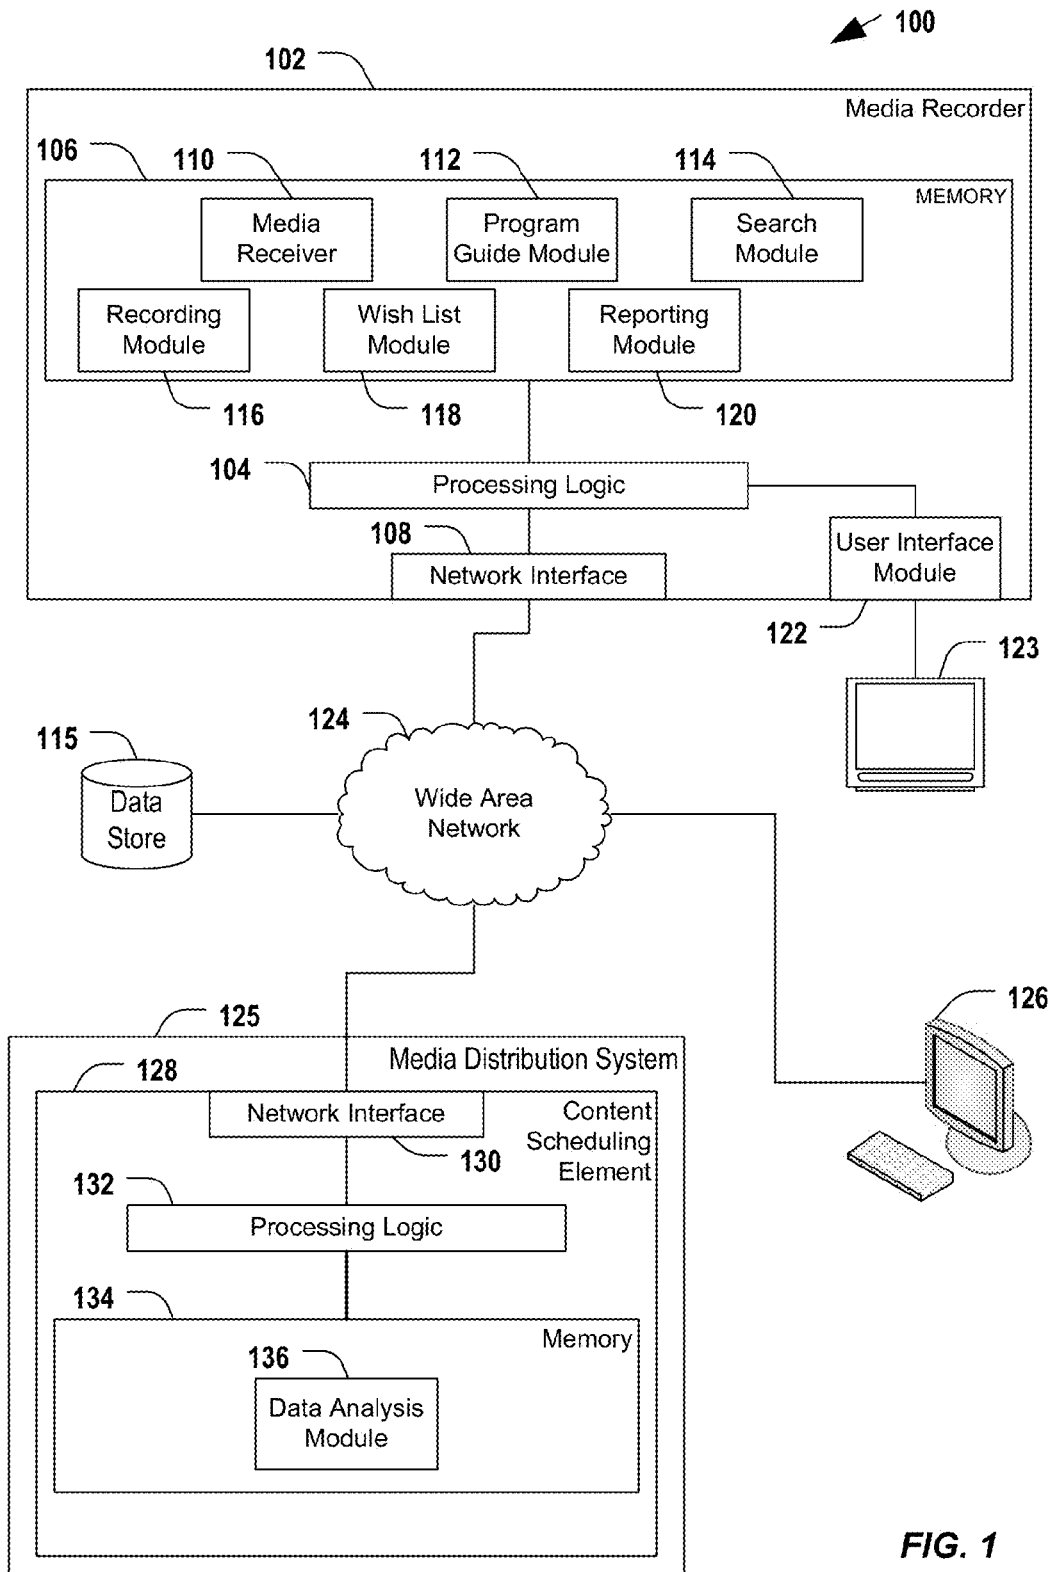 100
102
Media Recorder
106
110
112
114
MEMORY
Media
Receiver
Program
Guide Module
Search
Module
Recording
Module
Wish List
Module
Reporting
Module
116
118
120
104
Processing Logic
108
Network Interface
User Interface
Module
122
123
124
115
Data
Store
Wide Area
Network
126
125
Media Distribution System
128
Network Interface
Content
Scheduling
Element
130
132
Processing Logic
134
Memory
136
Data Analysis
Module
FIG. 1